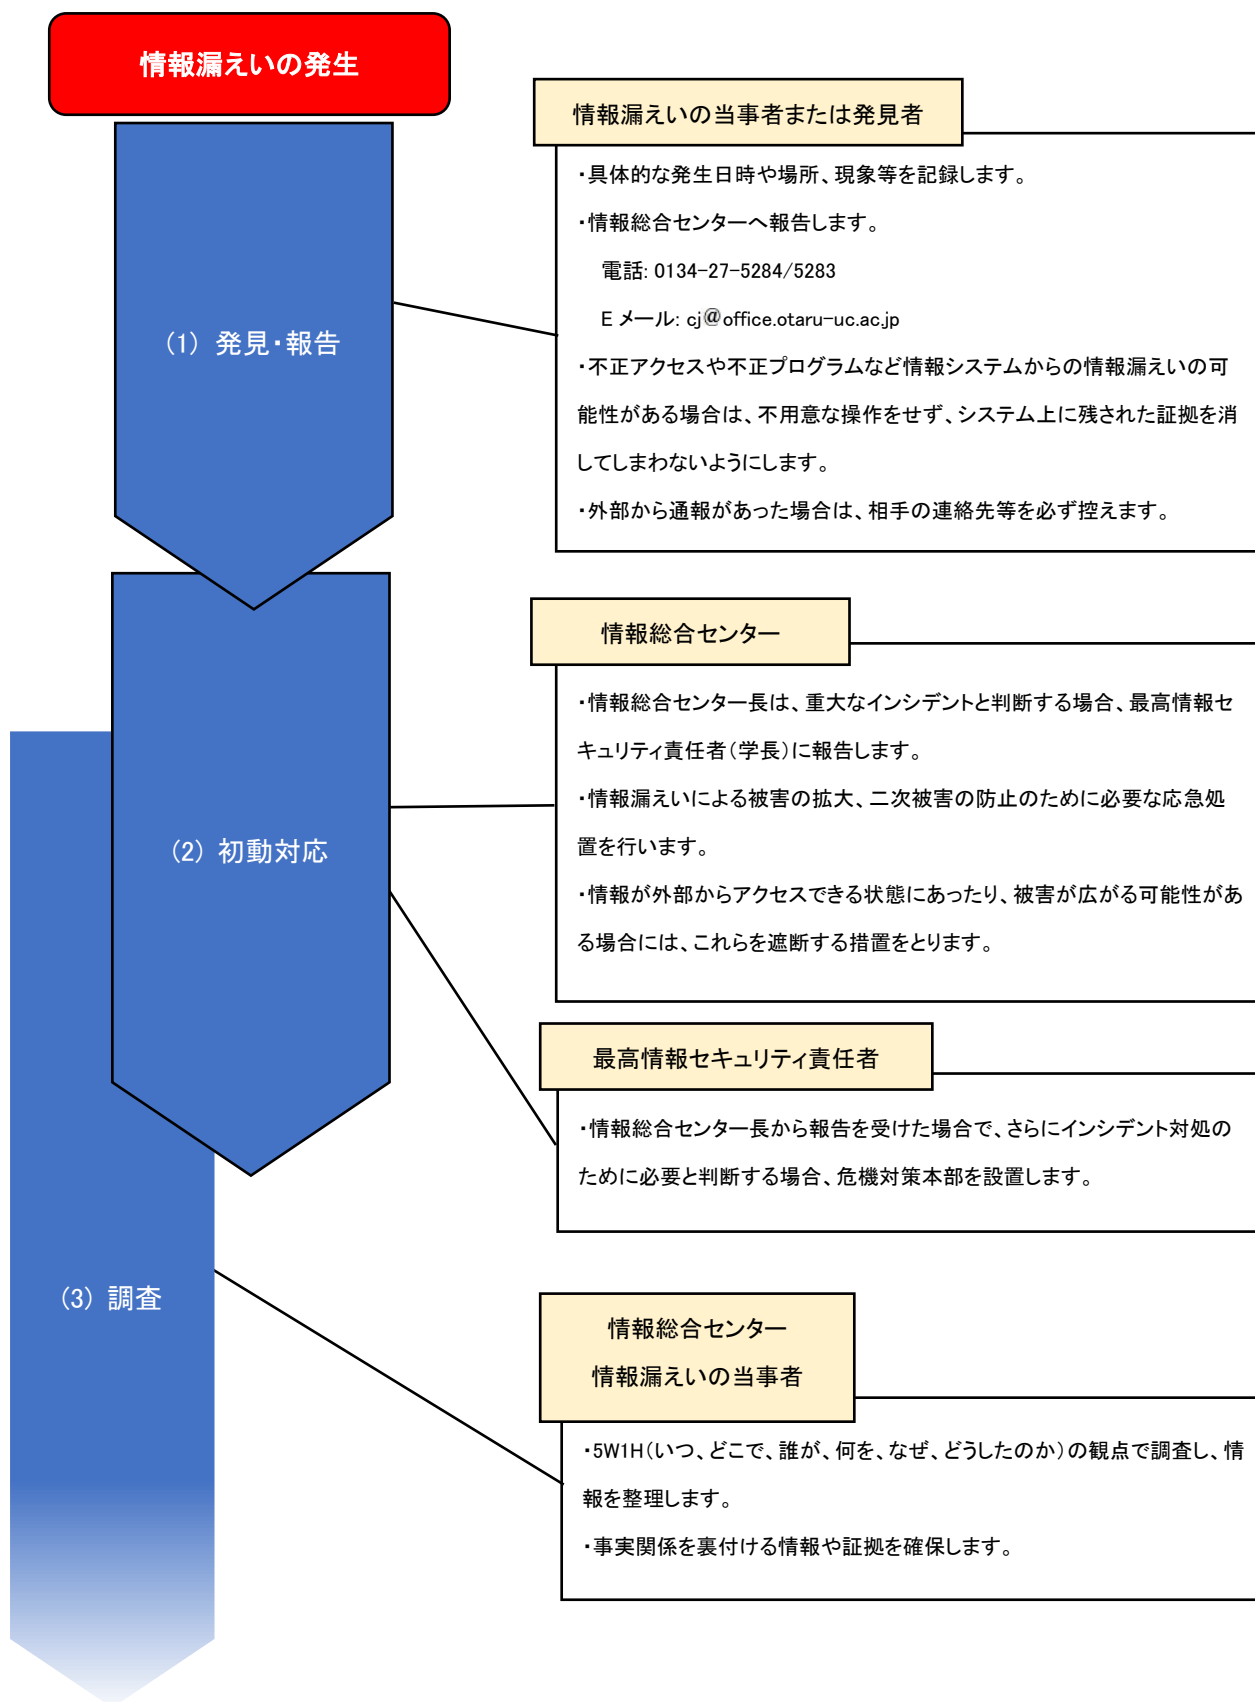 情報漏えいの発生
(1) 発見・報告
情報漏えいの当事者または発見者
・具体的な発生日時や場所、現象等を記録します。
・情報総合センターへ報告します。
電話: 0134-27-5284/5283
E メール: cj@office.otaru-uc.ac.jp
・不正アクセスや不正プログラムなど情報システムからの情報漏えいの可
能性がある場合は、不用意な操作をせず、システム上に残された証拠を消
してしまわないようにします。
・外部から通報があった場合は、相手の連絡先等を必ず控えます。
(2) 初動対応
情報総合センター
・情報総合センター長は、重大なインシデントと判断する場合、最高情報セ
キュリティ責任者(学長)に報告します。
・情報漏えいによる被害の拡大、二次被害の防止のために必要な応急処
置を行います。
・情報が外部からアクセスできる状態にあったり、被害が広がる可能性があ
る場合には、これらを遮断する措置をとります。
最高情報セキュリティ責任者
・情報総合センター長から報告を受けた場合で、さらにインシデント対処の
ために必要と判断する場合、危機対策本部を設置します。
(3) 調査
情報総合センター
情報漏えいの当事者
・5W1H(いつ、どこで、誰が、何を、なぜ、どうしたのか)の観点で調査し、情
報を整理します。
・事実関係を裏付ける情報や証拠を確保します。